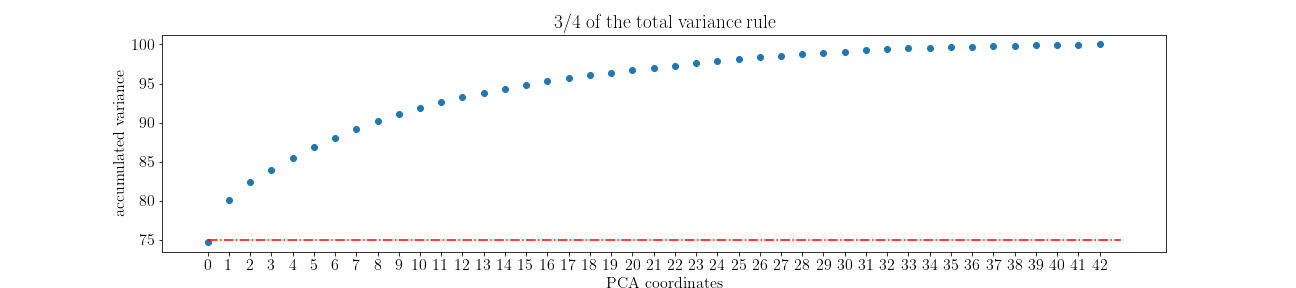 3/4 of the total variance rule
accumulated variance
100
95
90
85
80
75
0 1 2 3 4 5 6 7 8 9 10 11 12 13 14 15 16 17 18 19 20 21 22 23 24 25 26 27 28 29 30 31 32 33 34 35 36 37 38 39 40 41 42
PCA coordinates